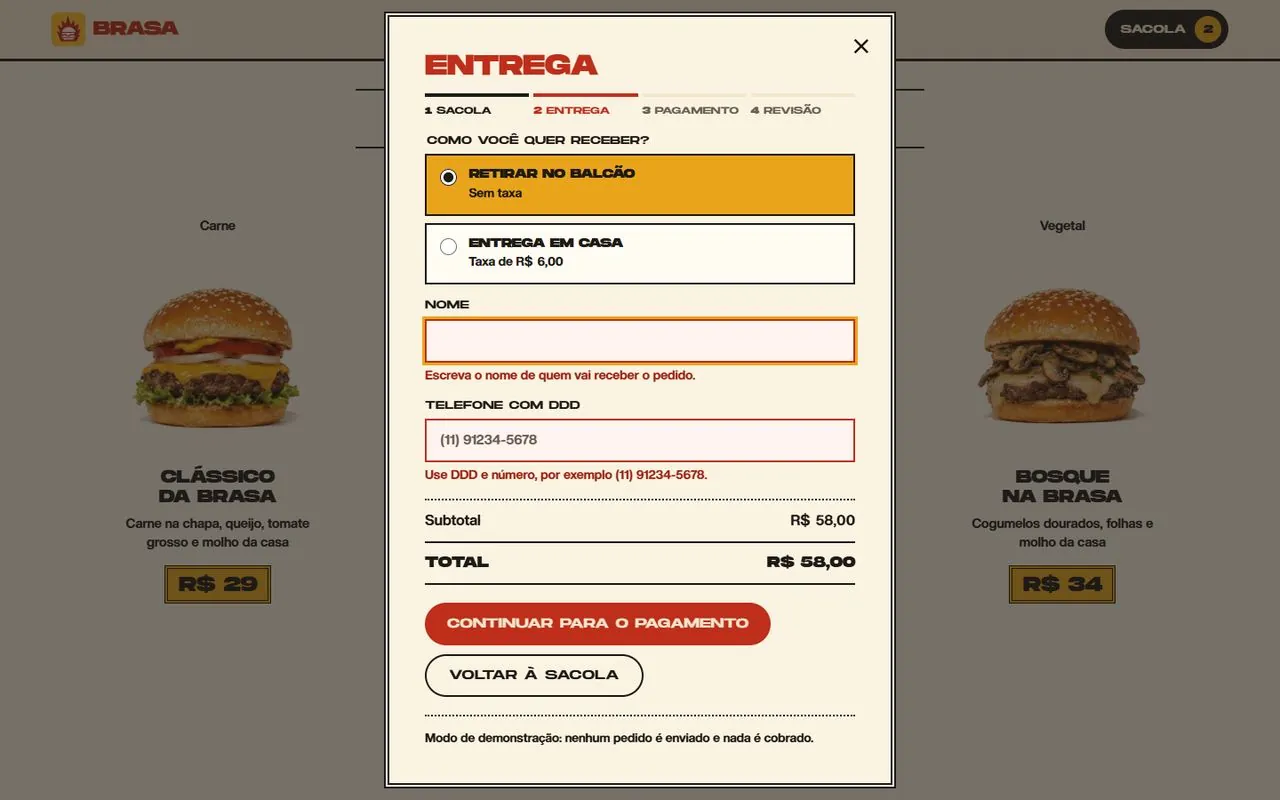 BRASA
SACOLA 2
ENTREGA
1 SACOLA
2 ENTREGA
3 PAGAMENTO
4 REVISÃO
COMO VOCÊ QUER RECEBER?
RETIRAR NO BALCÃO
Sem taxa
ENTREGA EM CASA
Taxa de R$ 6,00
NOME
Escreva o nome de quem vai receber o pedido.
TELEFONE COM DDD
(11) 91234-5678
Use DDD e número, por exemplo (11) 91234-5678.
Subtotal R$ 58,00
TOTAL R$ 58,00
CONTINUAR PARA O PAGAMENTO
VOLTAR À SACOLA
Modo de demonstração: nenhum pedido é enviado e nada é cobrado.
Carne
CLÁSSICO
DA BRASA
Carne na chapa, queijo, tomate
grosso e molho da casa
R$ 29
Vegetal
BOSQUE
NA BRASA
Cogumelos dourados, folhas e
molho da casa
R$ 34